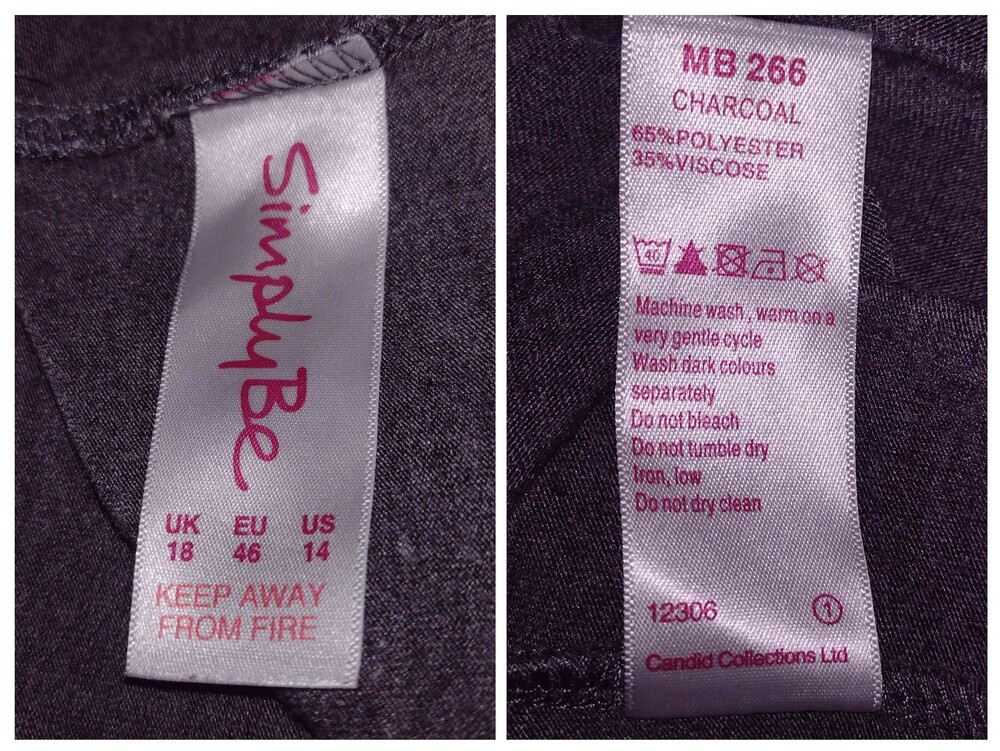 SimplyBe
UK EU US
18 46 14
KEEP AWAY
FROM FIRE
MB 266
CHARCOAL
65%POLYESTER
35%VISCOSE
40
Machine wash, warm on a
very gentle cycle
Wash dark colours
separately
Do not bleach
Do not tumble dry
Iron, low
Do not dry clean
12306 1
Candid Collections Ltd